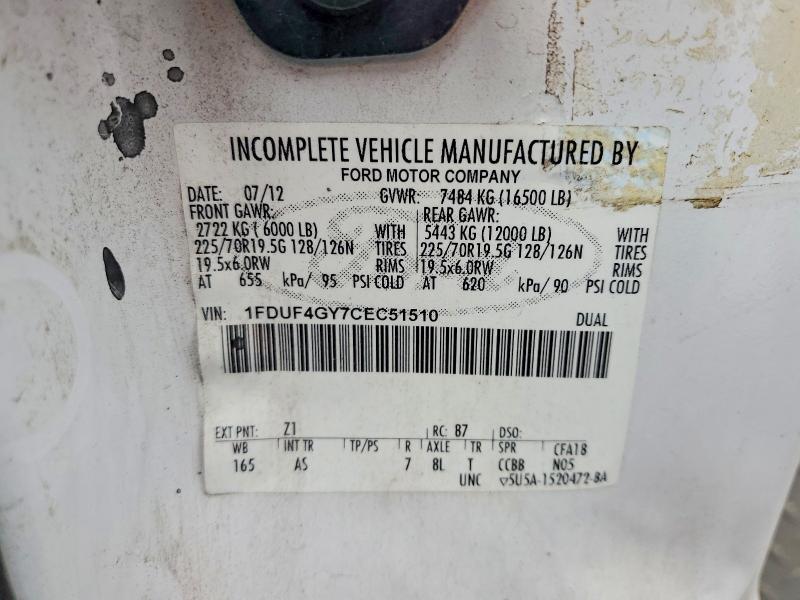 INCOMPLETE VEHICLE MANUFACTURED BY
FORD MOTOR COMPANY
DATE: 07/12 GVWR: 7484 KG (16500 LB)
FRONT GAWR: REAR GAWR:
2722 KG ( 6000 LB) WITH 5443 KG (12000 LB) WITH
225/70R19.5G 128/126N TIRES 225/70R19.5G 128/126N TIRES
19.5x6.0RW RIMS 19.5x6.0RW RIMS
AT 655 kPa/ 95 PSI COLD AT 620 kPa/ 90 PSI COLD
VIN: 1FDUF4GY7CEC51510 DUAL
EXT PNT: Z1 RC: 87 DSO:
WB INT TR TP/PS R AXLE TR SPR CFA18
165 AS 7 8L T CCBB N05
UNC ▽5U5A-1520472-BA